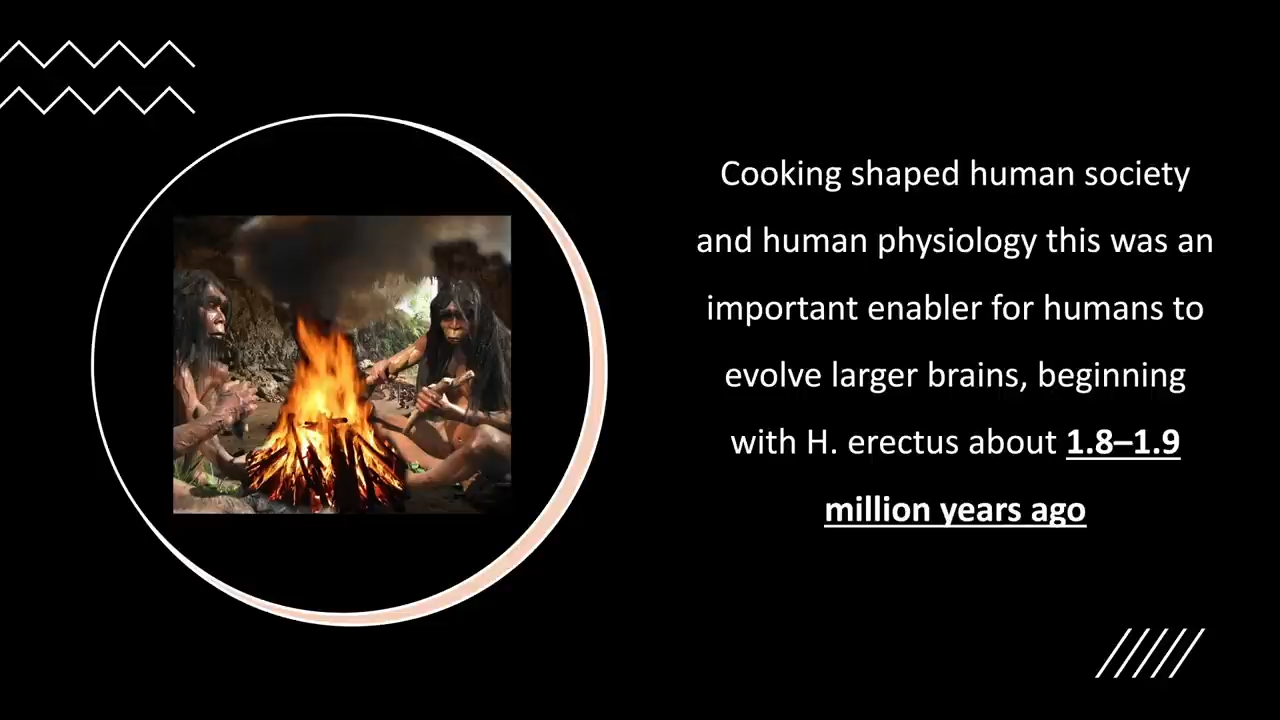 Cooking shaped human society
and human physiology this was an
important enabler for humans to
evolve larger brains, beginning
with H. erectus about 1.8–1.9
million years ago